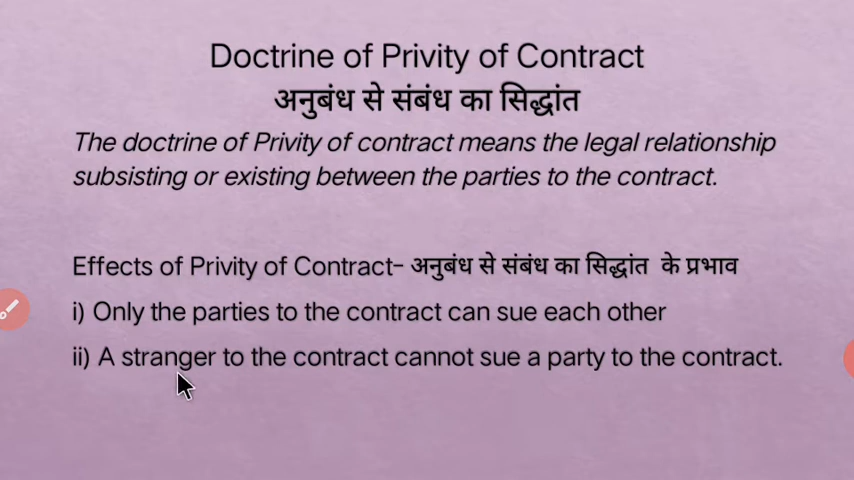 Doctrine of Privity of Contract
अनुबंध से संबंध का सिद्धांत
The doctrine of Privity of contract means the legal relationship
subsisting or existing between the parties to the contract.
Effects of Privity of Contract- अनुबंध से संबंध का सिद्धांत के प्रभाव
i) Only the parties to the contract can sue each other
ii) A stranger to the contract cannot sue a party to the contract.